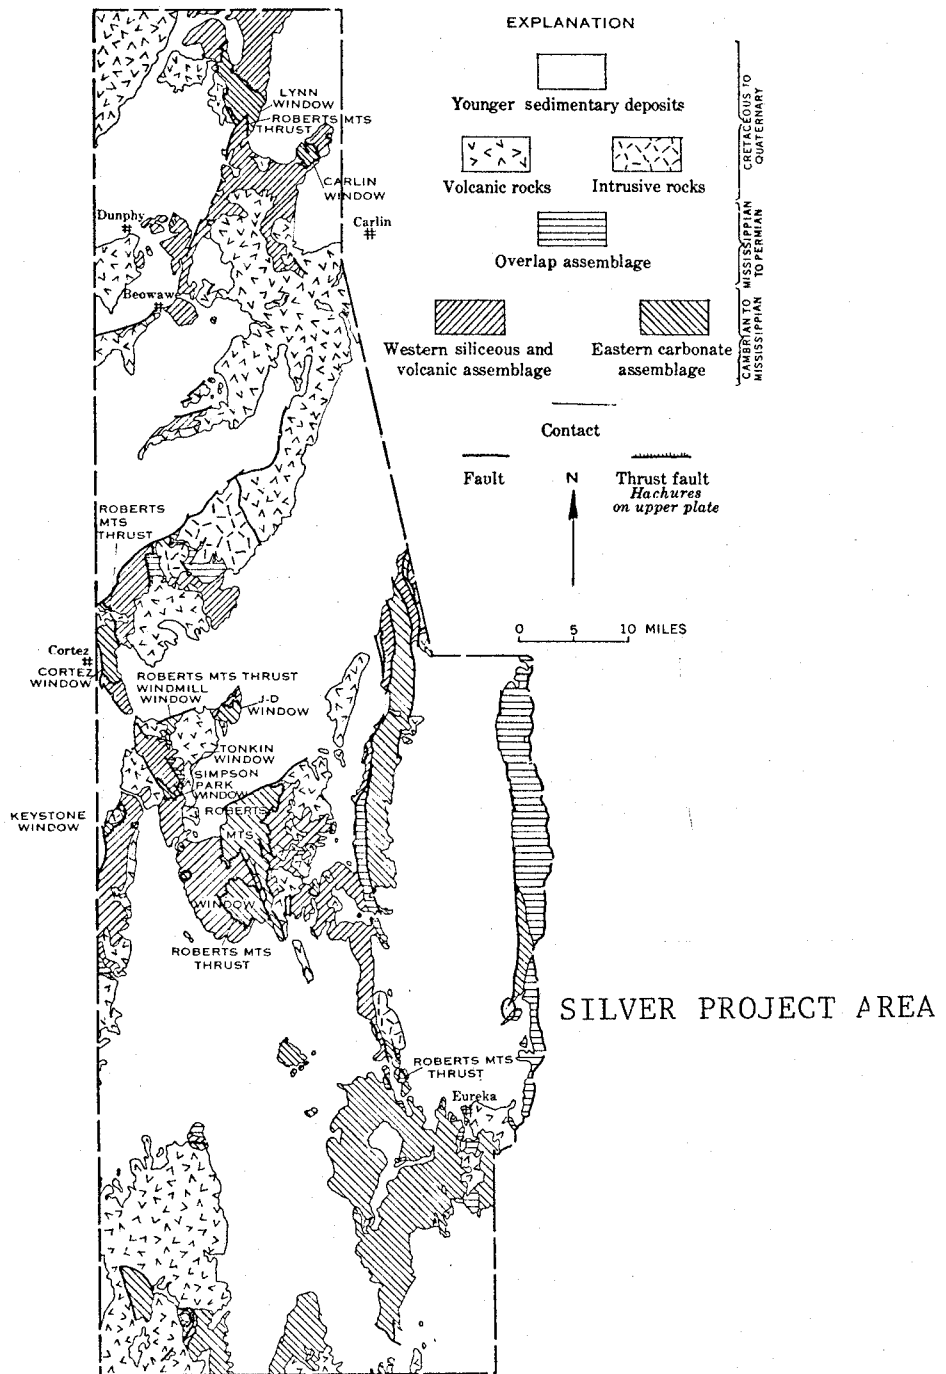 EXPLANATION
Younger sedimentary deposits
Volcanic rocks
Intrusive rocks
Overlap assemblage
Western siliceous and
volcanic assemblage
Eastern carbonate
assemblage
CRETACEOUS TO
QUATERNARY
MISSISSIPPIAN
TO PERMIAN
CAMBRIAN TO
MISSISSIPPIAN
Contact
Fault
Thrust fault
Hachures
on upper plate
N
0 5 10 MILES
LYNN
WINDOW
ROBERTS MTS
THRUST
CARLIN
WINDOW
Dunphy
Carlin
Beowawe
ROBERTS
MTS
THRUST
Cortez
CORTEZ
WINDOW
ROBERTS MTS THRUST
WINDMILL
WINDOW
J-D
WINDOW
TONKIN
WINDOW
SIMPSON
PARK
WINDOW
KEYSTONE
WINDOW
ROBERTS
MTS
WINDOW
ROBERTS MTS
THRUST
SILVER PROJECT AREA
ROBERTS MTS
THRUST
Eureka